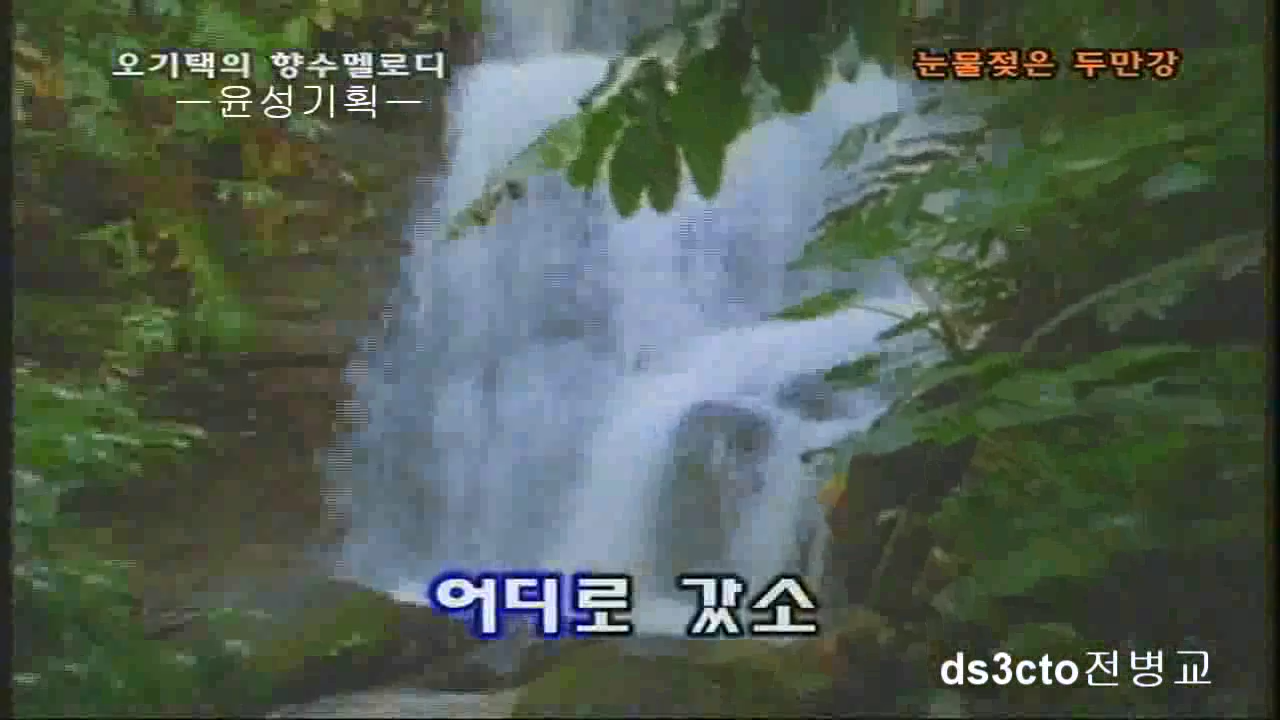 오기택의 향수멜로디
눈물젖은 두만강
—윤성기획—
어디로 갔소
ds3cto전병교